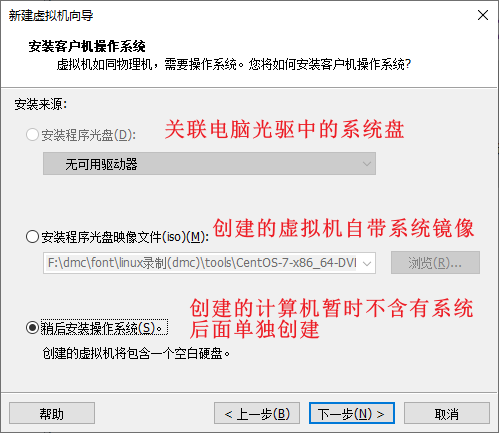 新建虚拟机向导
安装客户机操作系统
虚拟机如同物理机，需要操作系统。您将如何安装客户机操作系统?
安装来源:
安装程序光盘(D):
关联电脑光驱中的系统盘
无可用驱动器
创建的虚拟机自带系统镜像
安装程序光盘映像文件(iso)(M):
F:\dmc\font\linux录制(dmc)\tools\CentOS-7-x86_64-DVI
浏览(R)...
创建的计算机暂时不含有系统
后面单独创建
稍后安装操作系统(S)。
创建的虚拟机将包含一个空白硬盘。
帮助
< 上一步(B)
下一步(N) >
取消